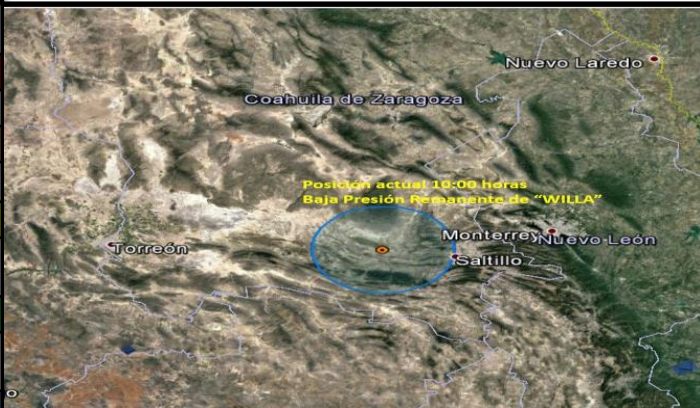 Nuevo Laredo
Coahuila de Zaragoza
Posición actual 10:00 horas
Baja Presión Remanente de “WILLA”
Monterrey
Nuevo León
Torreón
Saltillo
o